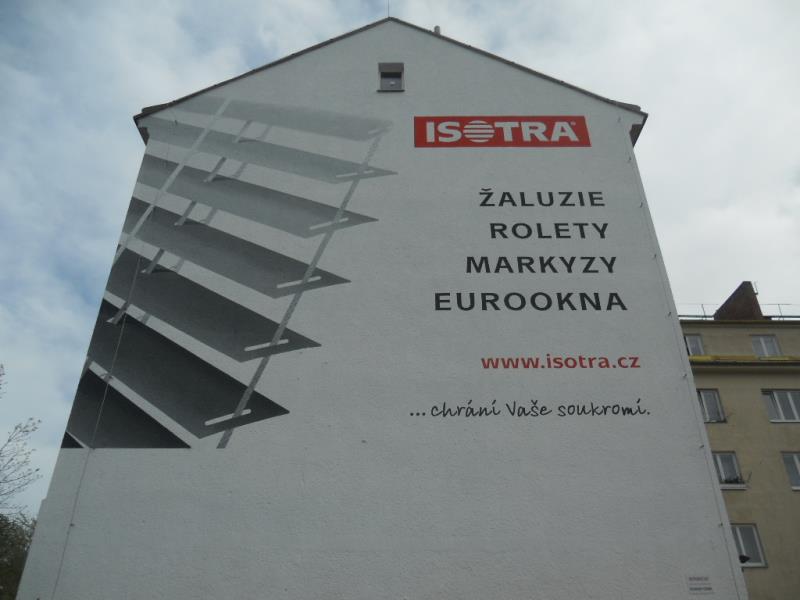 ISOTRA®
ŽALUZIE
ROLETY
MARKYZY
EUROOKNA
www.isotra.cz
...chrání Vaše soukromí.